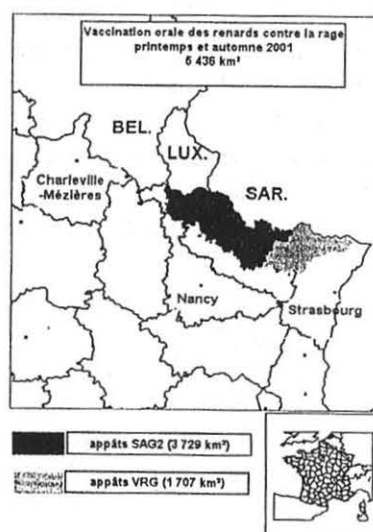 Vaccination orale des renards contre la rage
printemps et automne 2001
5 436 km²
BEL.
LUX.
Charleville
-Mézières
SAR.
Nancy
Strasbourg
appâts SAG2 (3 729 km²)
appâts VRG (1 707 km²)